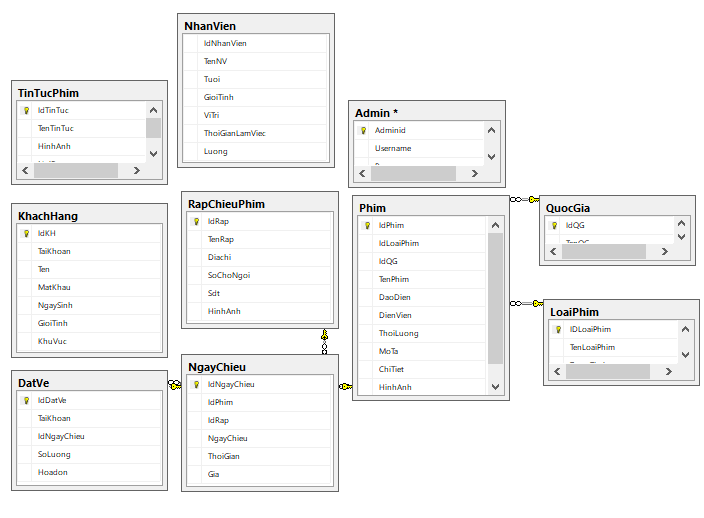 NhanVien
IdNhanVien
TenNV
Tuoi
GioiTinh
ViTri
ThoiGianLamViec
Luong
TinTucPhim
IdTinTuc
TenTinTuc
HinhAnh
Admin *
Adminid
Username
KhachHang
IdKH
TaiKhoan
Ten
MatKhau
NgaySinh
GioiTinh
KhuVuc
RapChieuPhim
IdRap
TenRap
Diachi
SoChoNgoi
Sdt
HinhAnh
Phim
IdPhim
IdLoaiPhim
IdQG
TenPhim
DaoDien
DienVien
ThoiLuong
MoTa
ChiTiet
HinhAnh
QuocGia
IdQG
LoaiPhim
IDLoaiPhim
TenLoaiPhim
DatVe
IdDatVe
TaiKhoan
IdNgayChieu
SoLuong
Hoadon
NgayChieu
IdNgayChieu
IdPhim
IdRap
NgayChieu
ThoiGian
Gia